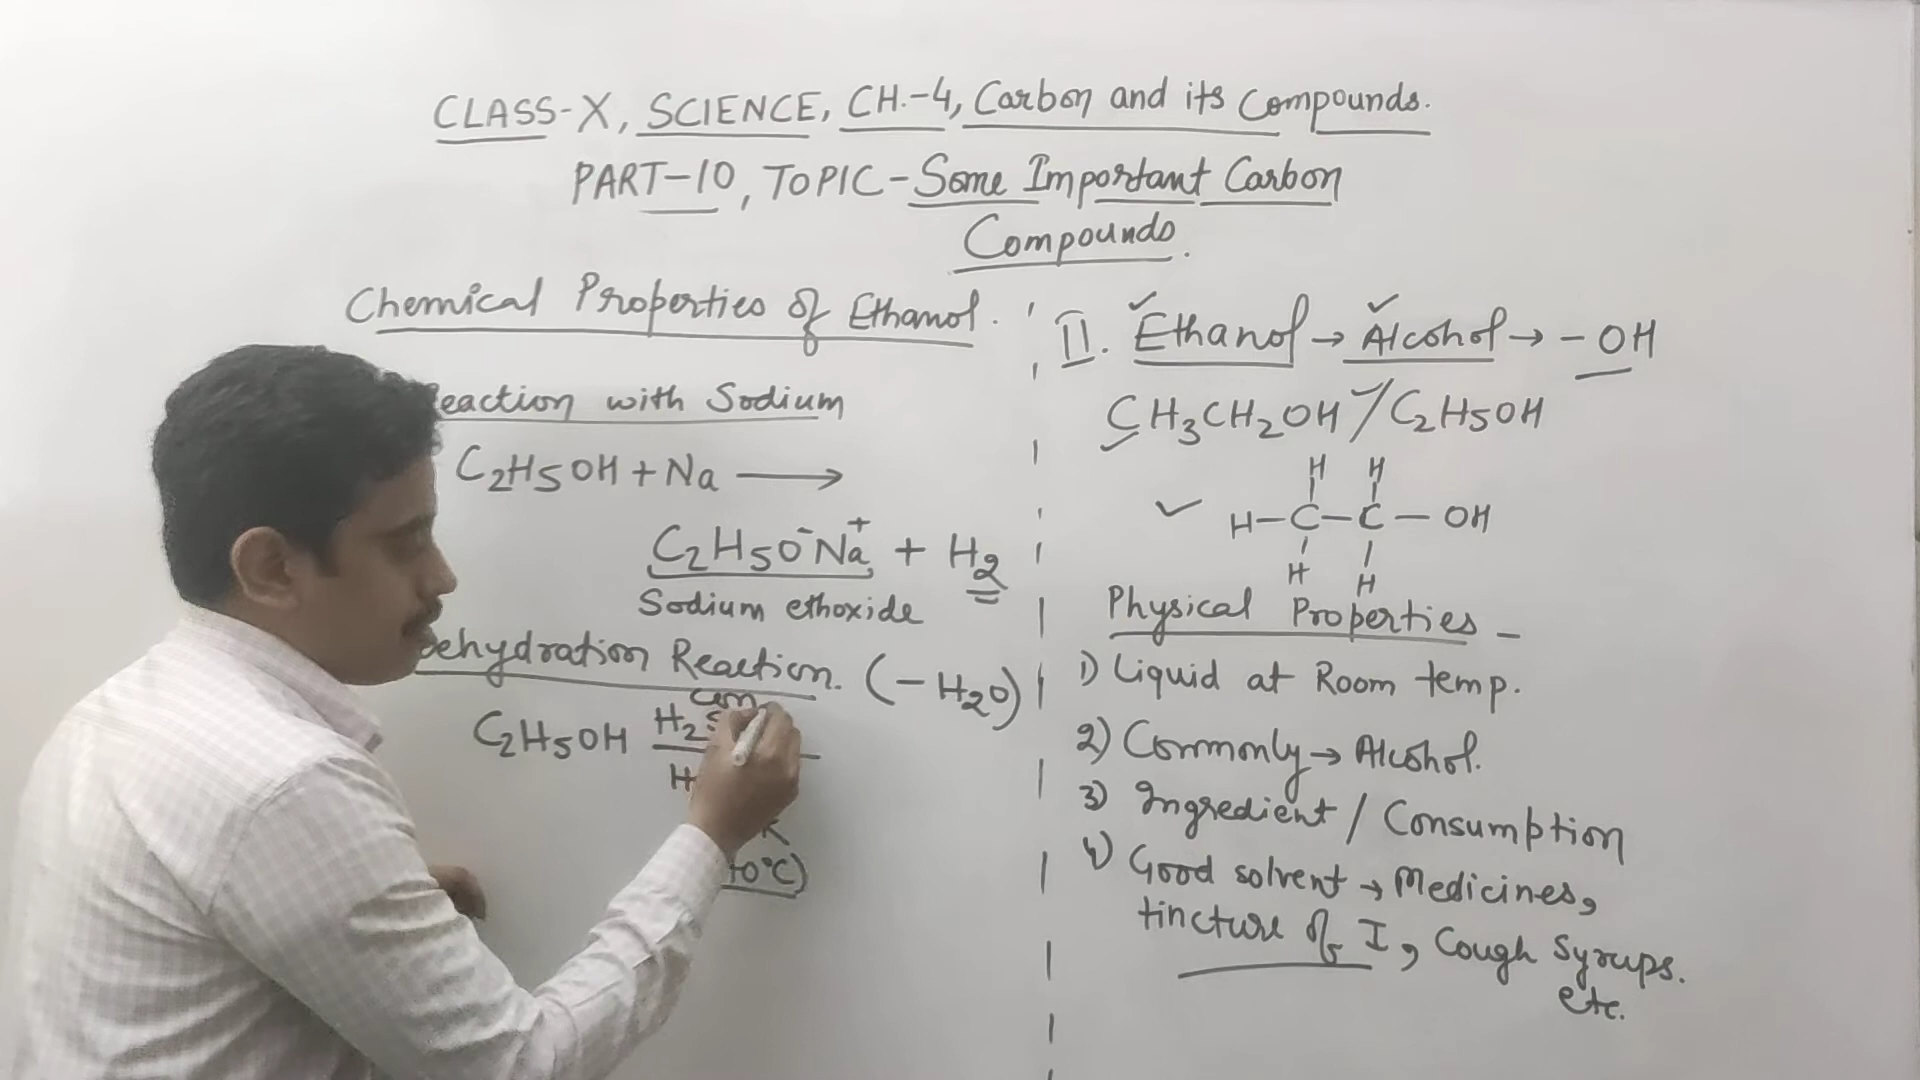 CLASS-X, SCIENCE, CH.-4, Carbon and its Compounds.
PART-10, TOPIC-Some Important Carbon
Compounds.
Chemical Properties of Ethanol.
eaction with Sodium
C2H5OH + Na ⟶
C2H5O⁻Na⁺ + H2
Sodium ethoxide
ehydration Reaction. (-H2O)
con
C2H5OH H2S
H
K
0°C)
II. Ethanol → Alcohol → -OH
CH3CH2OH / C2H5OH
H H
H-C-C-OH
H H
Physical Properties -
1) Liquid at Room temp.
2) Commonly → Alcohol.
3) Ingredient / Consumption
4) Good solvent → Medicines,
tincture of I, Cough Syrups.
etc.